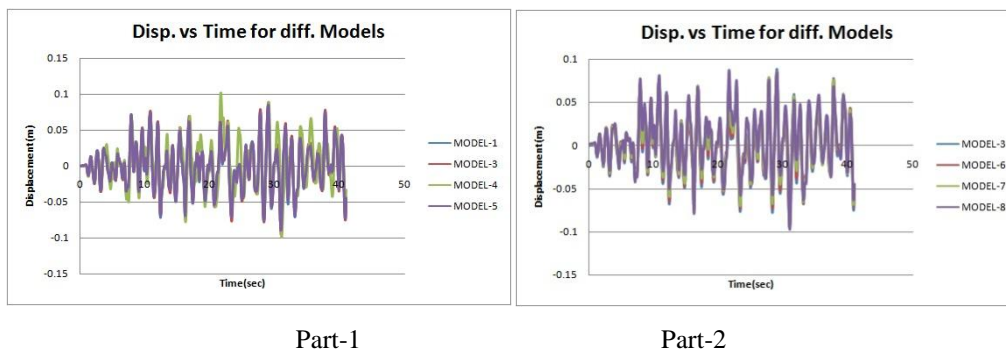 Disp. vs Time for diff. Models
0.15
0.1
0.05
0
-0.05
-0.1
-0.15
0
10
20
30
40
50
Displacement(m)
Time(sec)
MODEL-1
MODEL-3
MODEL-4
MODEL-5
Disp. vs Time for diff. Models
0.1
0.05
0
-0.05
-0.1
-0.15
0
10
20
30
40
50
Displacement(m)
Time(sec)
MODEL-3
MODEL-6
MODEL-7
MODEL-8
Part-1
Part-2